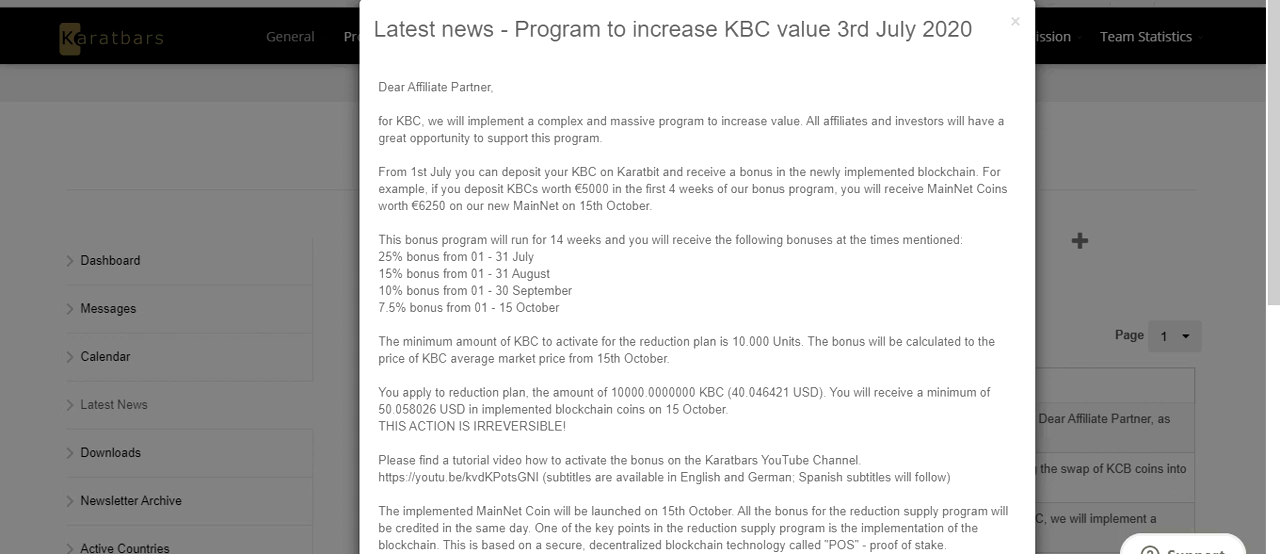 Karatbars
General
Pr
Latest news - Program to increase KBC value 3rd July 2020
×
ission
Team Statistics
Dear Affiliate Partner,
for KBC, we will implement a complex and massive program to increase value. All affiliates and investors will have a
great opportunity to support this program.
From 1st July you can deposit your KBC on Karatbit and receive a bonus in the newly implemented blockchain. For
example, if you deposit KBCs worth €5000 in the first 4 weeks of our bonus program, you will receive MainNet Coins
worth €6250 on our new MainNet on 15th October.
This bonus program will run for 14 weeks and you will receive the following bonuses at the times mentioned:
25% bonus from 01 - 31 July
15% bonus from 01 - 31 August
10% bonus from 01 - 30 September
7.5% bonus from 01 - 15 October
The minimum amount of KBC to activate for the reduction plan is 10.000 Units. The bonus will be calculated to the
price of KBC average market price from 15th October.
You apply to reduction plan, the amount of 10000.0000000 KBC (40.046421 USD). You will receive a minimum of
50.058026 USD in implemented blockchain coins on 15 October.
THIS ACTION IS IRREVERSIBLE!
Please find a tutorial video how to activate the bonus on the Karatbars YouTube Channel.
https://youtu.be/kvdKPotsGNI (subtitles are available in English and German; Spanish subtitles will follow)
The implemented MainNet Coin will be launched on 15th October. All the bonus for the reduction supply program will
be credited in the same day. One of the key points in the reduction supply program is the implementation of the
blockchain. This is based on a secure, decentralized blockchain technology called "POS" - proof of stake.
Dashboard
Messages
Calendar
Latest News
Downloads
Newsletter Archive
Active Countries
Page 1
Dear Affiliate Partner, as
the swap of KCB coins into
C, we will implement a
Support